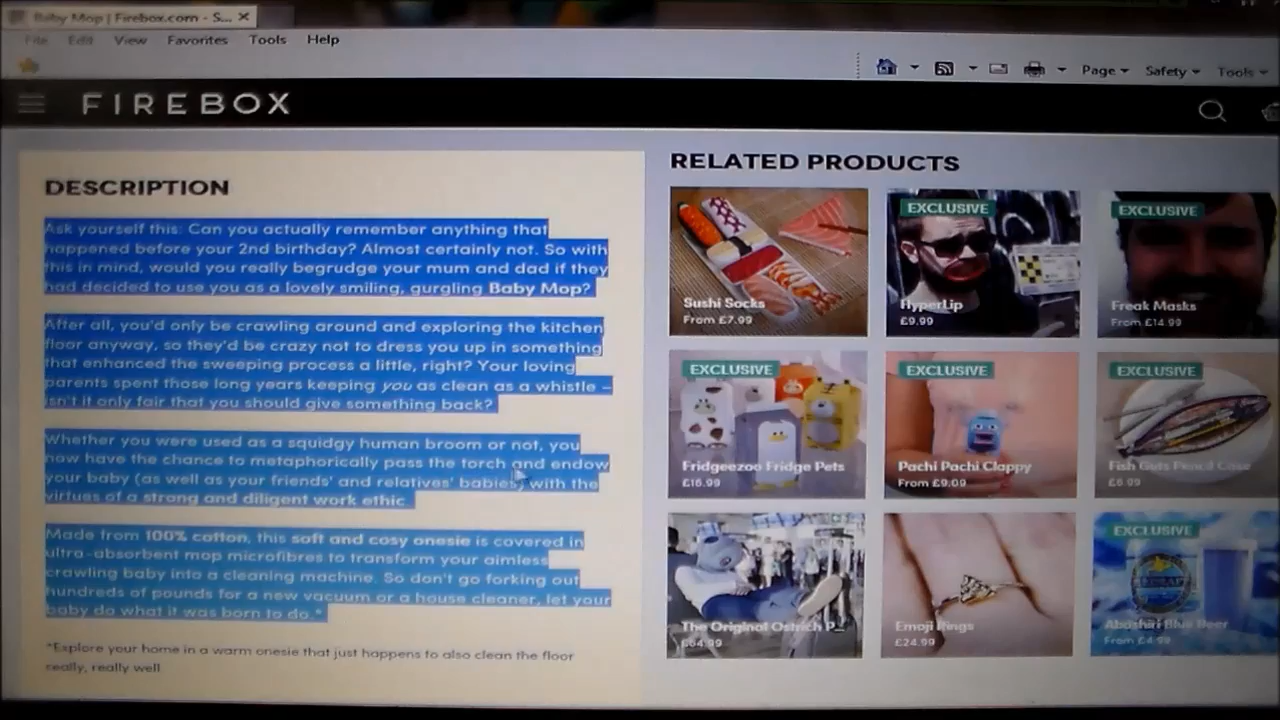 Baby Mop | Firebox.com - S...
File Edit View Favorites Tools Help
Page Safety Tools
FIREBOX
DESCRIPTION
Ask yourself this: Can you actually remember anything that
happened before your 2nd birthday? Almost certainly not. So with
this in mind, would you really begrudge your mum and dad if they
had decided to use you as a lovely smiling, gurgling Baby Mop?
After all, you'd only be crawling around and exploring the kitchen
floor anyway, so they'd be crazy not to dress you up in something
that enhanced the sweeping process a little, right? Your loving
parents spent those long years keeping you as clean as a whistle –
isn't it only fair that you should give something back?
Whether you were used as a squidgy human broom or not, you
now have the chance to metaphorically pass the torch and endow
your baby (as well as your friends' and relatives' babies) with the
virtues of a strong and diligent work ethic.
Made from 100% cotton, this soft and cosy onesie is covered in
ultra-absorbent mop microfibres to transform your aimless
crawling baby into a cleaning machine. So don't go forking out
hundreds of pounds for a new vacuum or a house cleaner, let your
baby do what it was born to do.*
*Explore your home in a warm onesie that just happens to also clean the floor
really, really well
RELATED PRODUCTS
Sushi Socks
From £7.99
EXCLUSIVE
HyperLip
£9.99
EXCLUSIVE
Freak Masks
From £14.99
EXCLUSIVE
Fridgeezoo Fridge Pets
£16.99
EXCLUSIVE
Pachi Pachi Clappy
From £9.09
EXCLUSIVE
Fish Guts Pencil Case
£6.99
The Original Ostrich P...
£64.99
Emoji Rings
£24.99
EXCLUSIVE
Abashiri Blue Beer
From £4.99